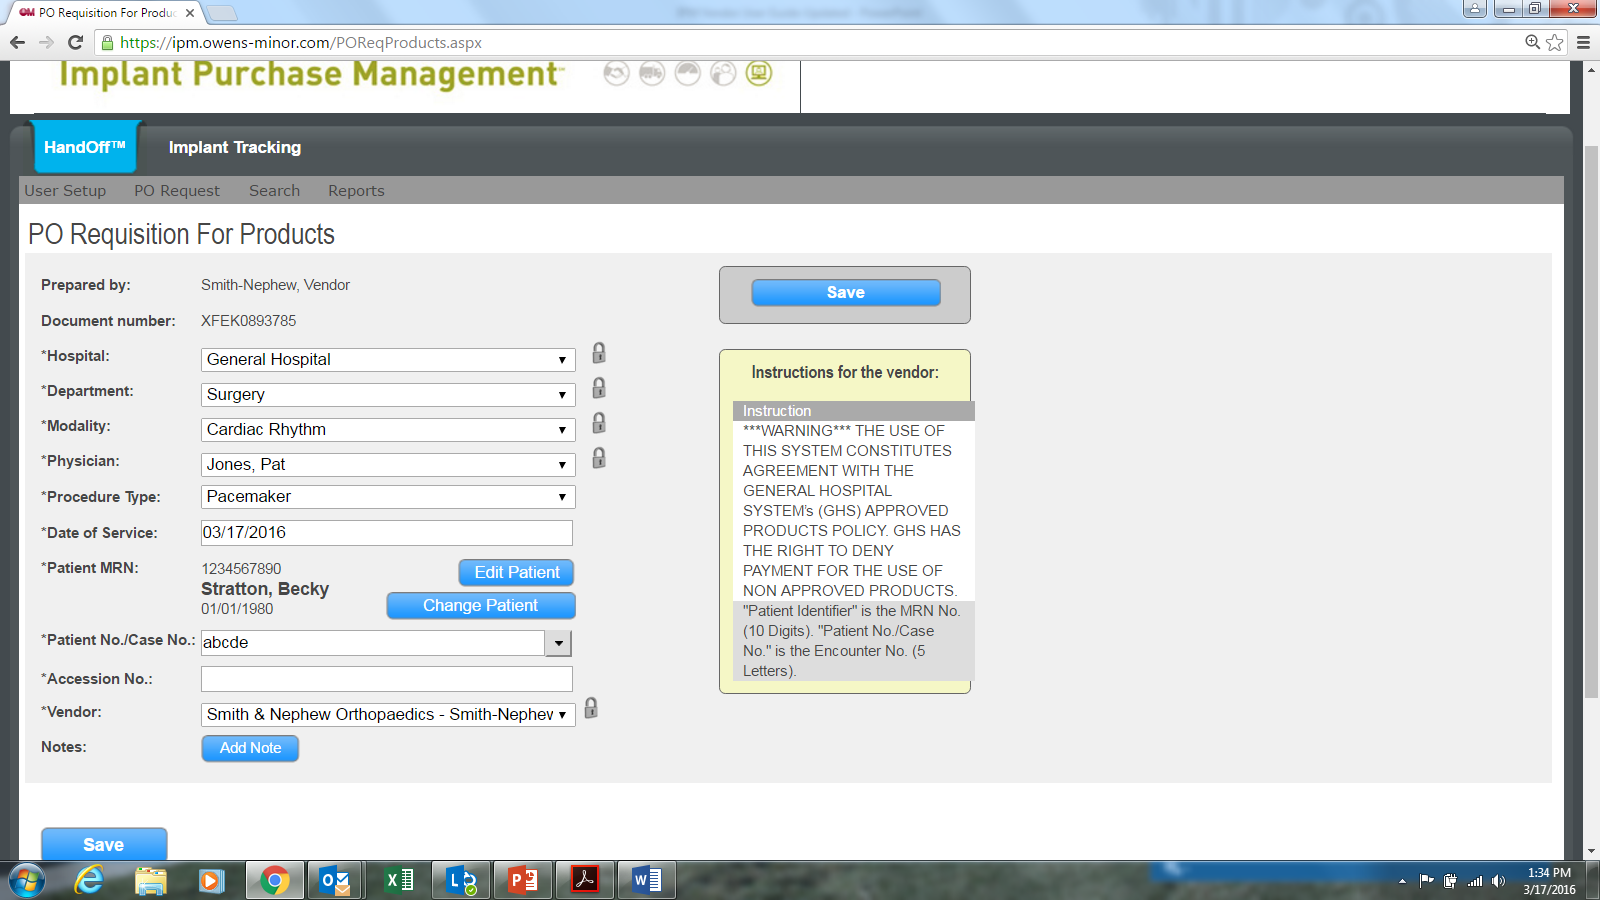 PO Requisition For Produc
https://ipm.owens-minor.com/POReqProducts.aspx
Implant Purchase Management
HandOff™
Implant Tracking
User Setup
PO Request
Search
Reports
PO Requisition For Products
Prepared by:
Smith-Nephew, Vendor
Document number:
XFEK0893785
*Hospital:
General Hospital
*Department:
Surgery
*Modality:
Cardiac Rhythm
*Physician:
Jones, Pat
*Procedure Type:
Pacemaker
*Date of Service:
03/17/2016
*Patient MRN:
1234567890
Stratton, Becky
01/01/1980
Edit Patient
Change Patient
*Patient No./Case No.:
abcde
*Accession No.:
*Vendor:
Smith & Nephew Orthopaedics - Smith-Nephew
Notes:
Add Note
Save
Save
Instructions for the vendor:
Instruction
***WARNING*** THE USE OF
THIS SYSTEM CONSTITUTES
AGREEMENT WITH THE
GENERAL HOSPITAL
SYSTEM's (GHS) APPROVED
PRODUCTS POLICY. GHS HAS
THE RIGHT TO DENY
PAYMENT FOR THE USE OF
NON APPROVED PRODUCTS.
"Patient Identifier" is the MRN No.
(10 Digits). "Patient No./Case
No." is the Encounter No. (5
Letters).
1:34 PM
3/17/2016